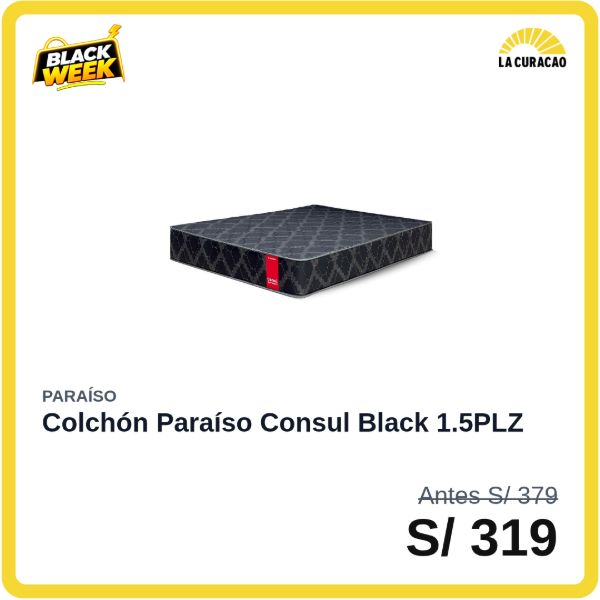 BLACK
WEEK
LA CURACAO
PARAÍSO
Colchón Paraíso Consul Black 1.5PLZ
Antes S/ 379
S/ 319